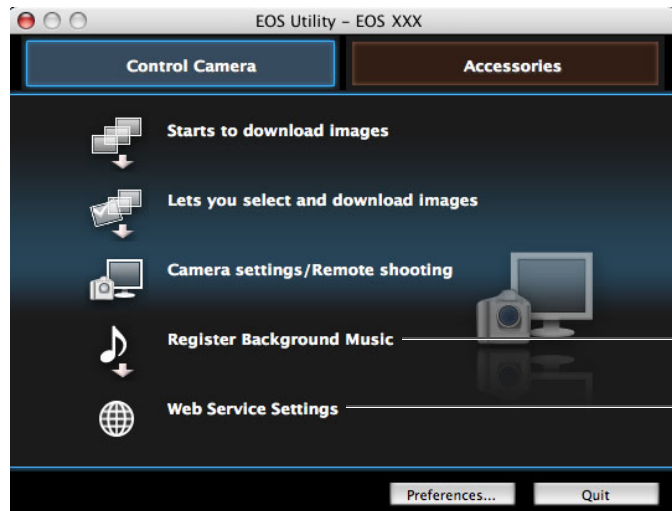 EOS Utility – EOS XXX
Control Camera
Accessories
Starts to download images
Lets you select and download images
Camera settings/Remote shooting
Register Background Music
Web Service Settings
Preferences...
Quit